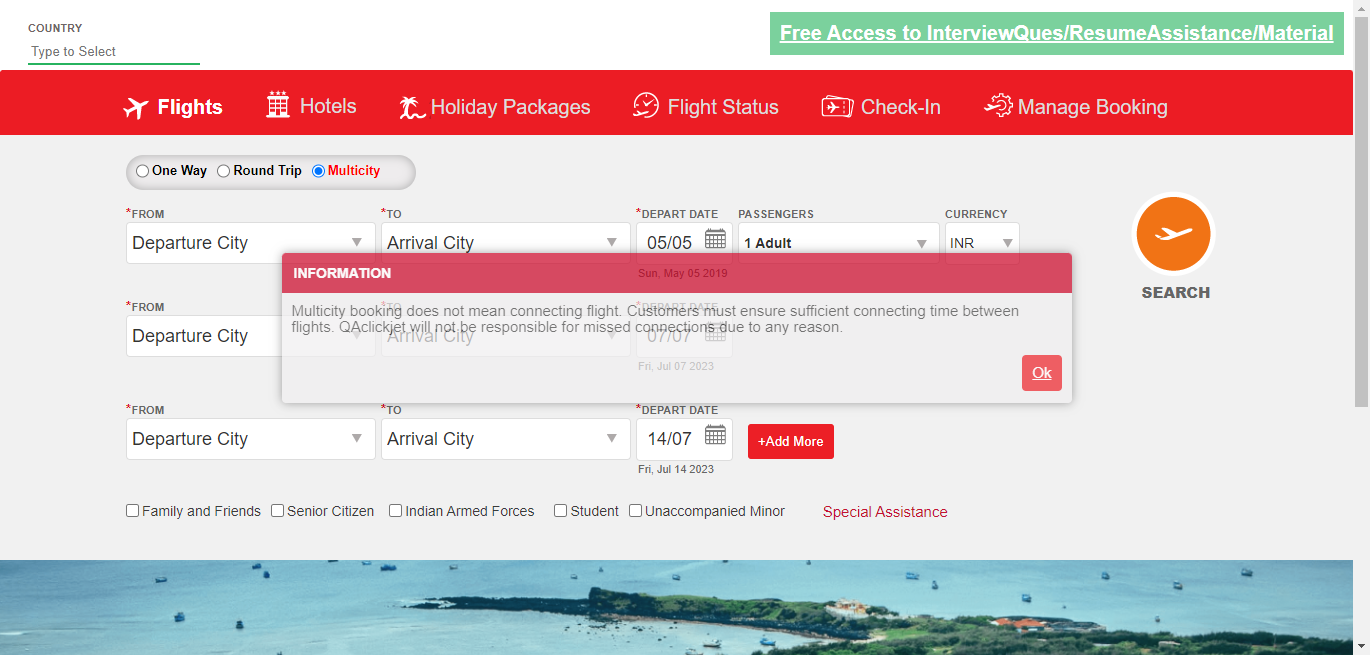 COUNTRY
Type to Select
Free Access to InterviewQues/ResumeAssistance/Material
Flights
Hotels
Holiday Packages
Flight Status
Check-In
Manage Booking
One Way
Round Trip
Multicity
*FROM
*TO
*DEPART DATE
PASSENGERS
CURRENCY
Departure City
Arrival City
05/05
1 Adult
INR
SEARCH
Sun, May 05 2019
INFORMATION
Multicity booking does not mean connecting flight. Customers must ensure sufficient connecting time between
flights. QAclickjet will not be responsible for missed connections due to any reason.
Ok
*FROM
*TO
*DEPART DATE
Departure City
Arrival City
07/07
Fri, Jul 07 2023
*FROM
*TO
*DEPART DATE
Departure City
Arrival City
14/07
+Add More
Fri, Jul 14 2023
Family and Friends
Senior Citizen
Indian Armed Forces
Student
Unaccompanied Minor
Special Assistance